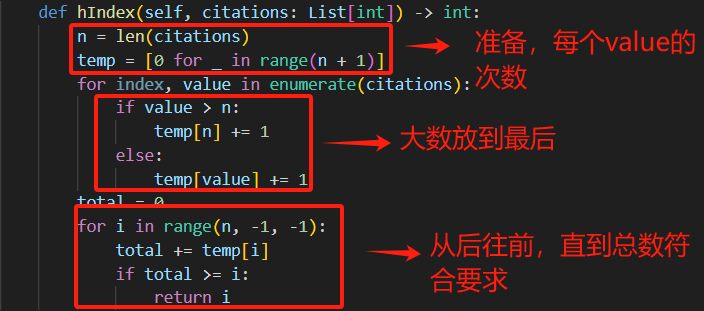 def hIndex(self, citations: List[int]) -> int:
n = len(citations)
temp = [0 for _ in range(n + 1)]
for index, value in enumerate(citations):
if value > n:
temp[n] += 1
else:
temp[value] += 1
total = 0
for i in range(n, -1, -1):
total += temp[i]
if total >= i:
return i
准备，每个value的
次数
大数放到最后
从后往前，直到总数符
合要求